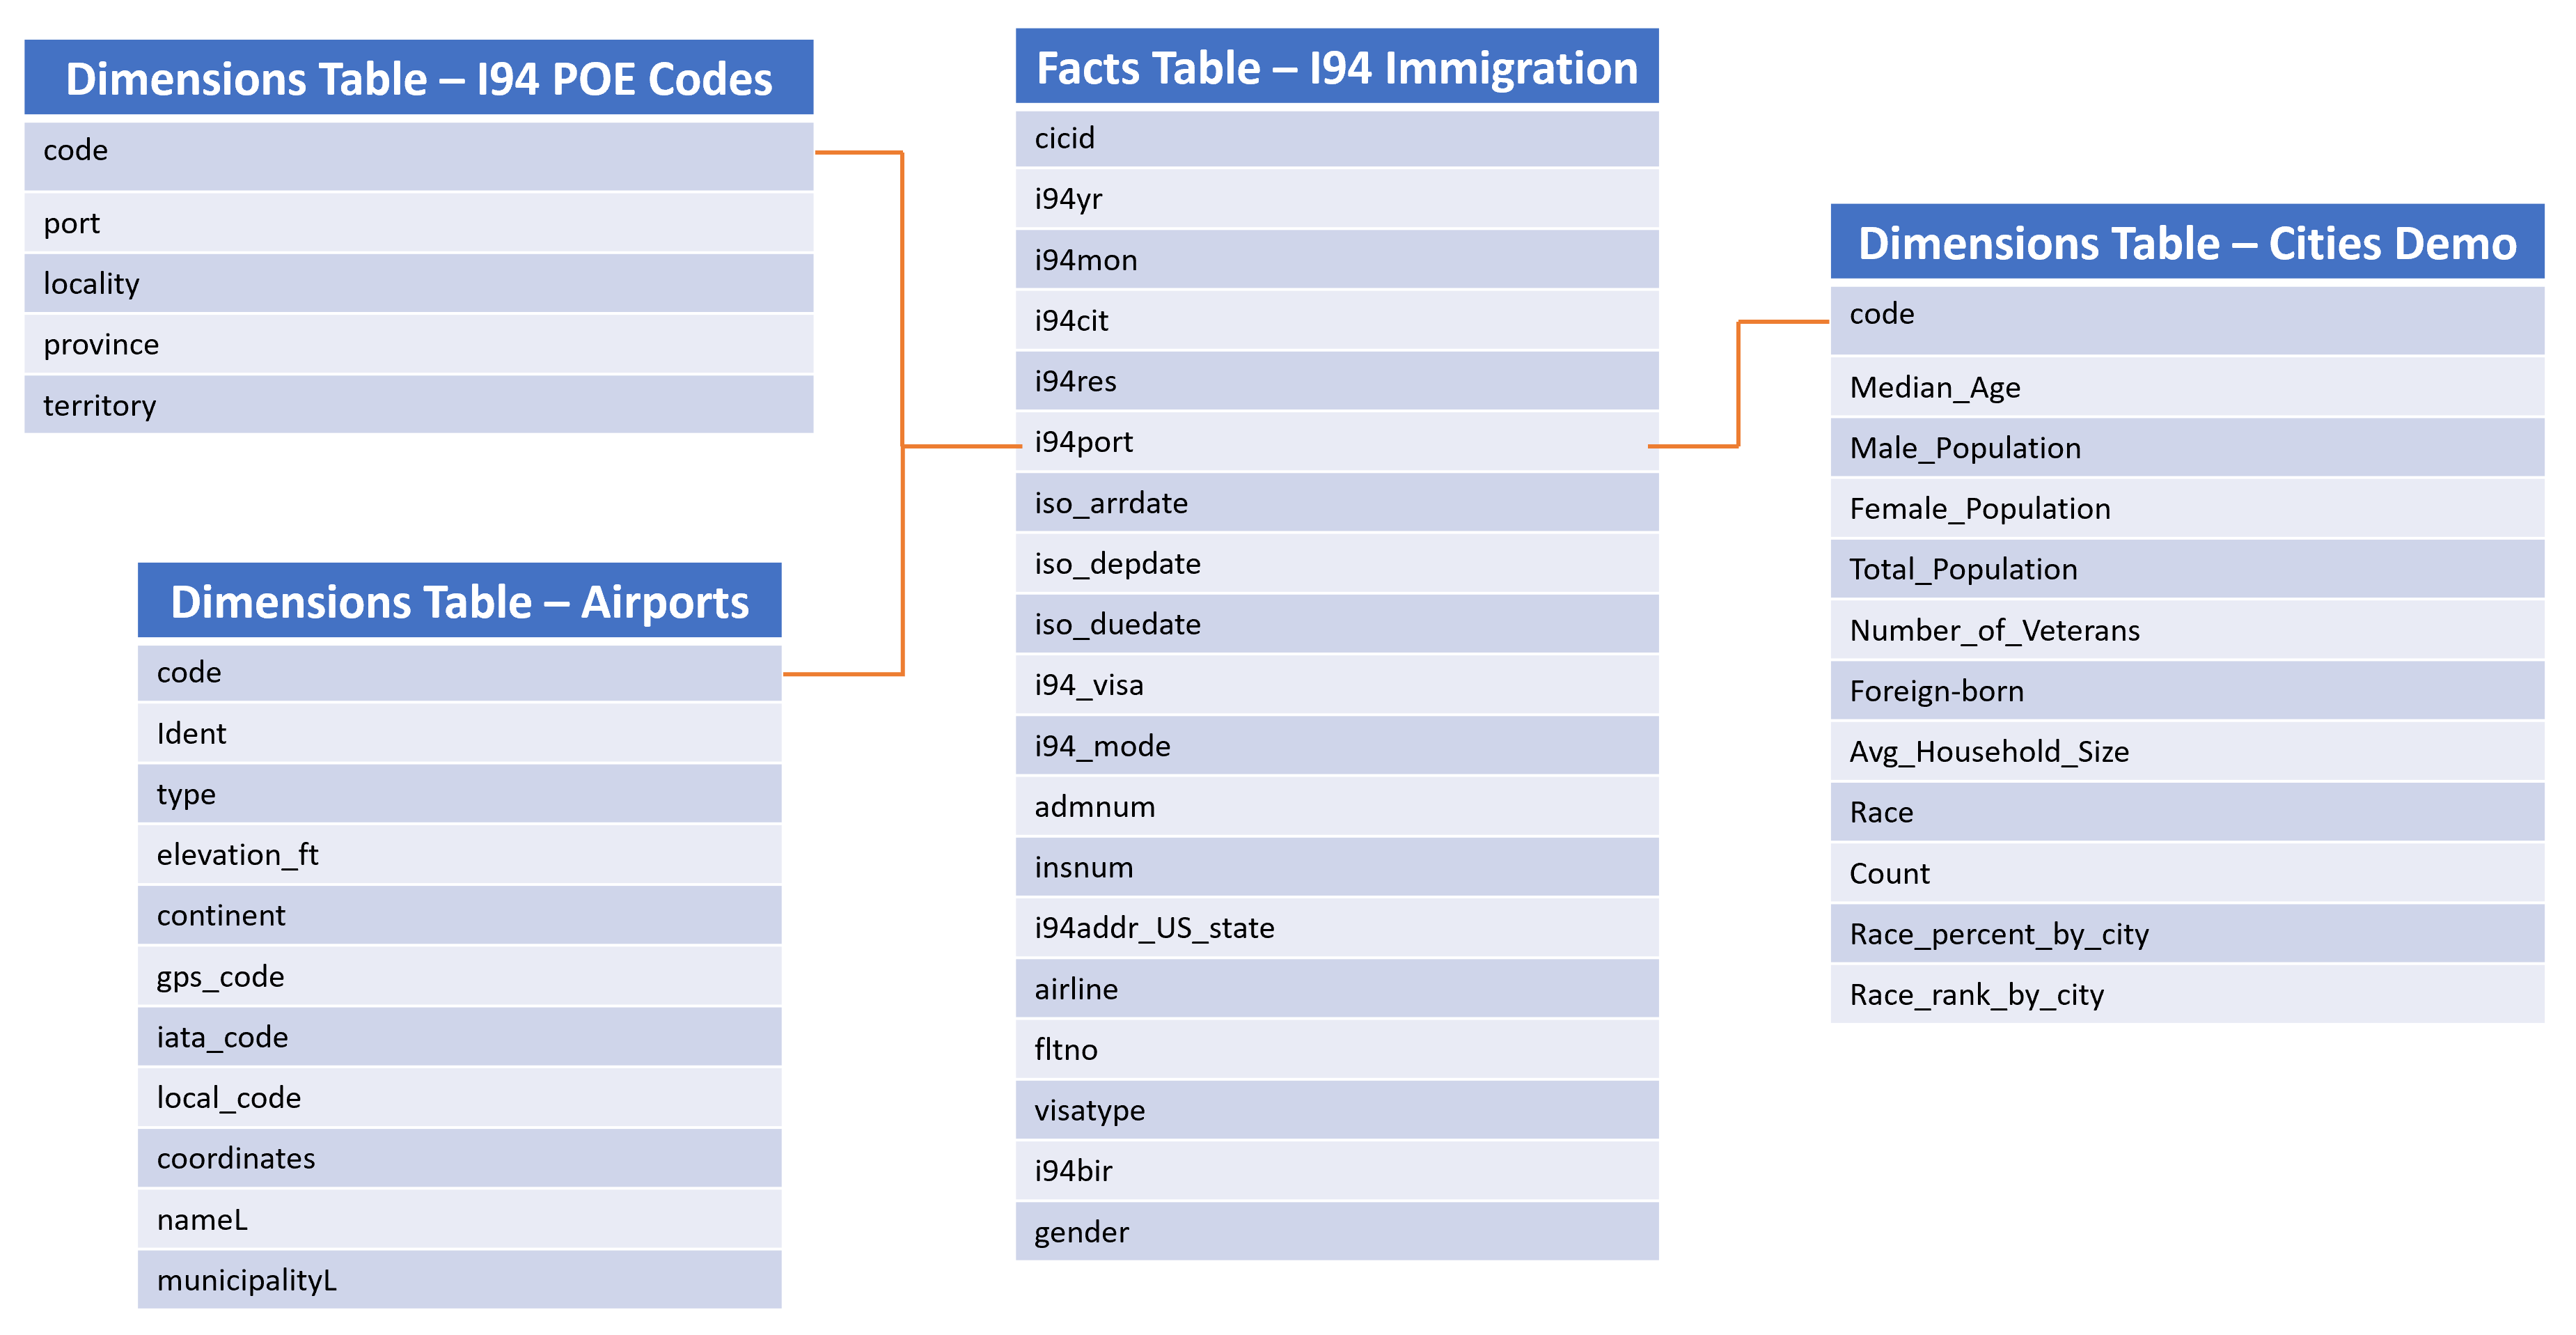 Dimensions Table – I94 POE Codes
code
port
locality
province
territory
Dimensions Table – Airports
code
Ident
type
elevation_ft
continent
gps_code
iata_code
local_code
coordinates
nameL
municipalityL
Facts Table – I94 Immigration
cicid
i94yr
i94mon
i94cit
i94res
i94port
iso_arrdate
iso_depdate
iso_duedate
i94_visa
i94_mode
admnum
insnum
i94addr_US_state
airline
fltno
visatype
i94bir
gender
Dimensions Table – Cities Demo
code
Median_Age
Male_Population
Female_Population
Total_Population
Number_of_Veterans
Foreign-born
Avg_Household_Size
Race
Count
Race_percent_by_city
Race_rank_by_city